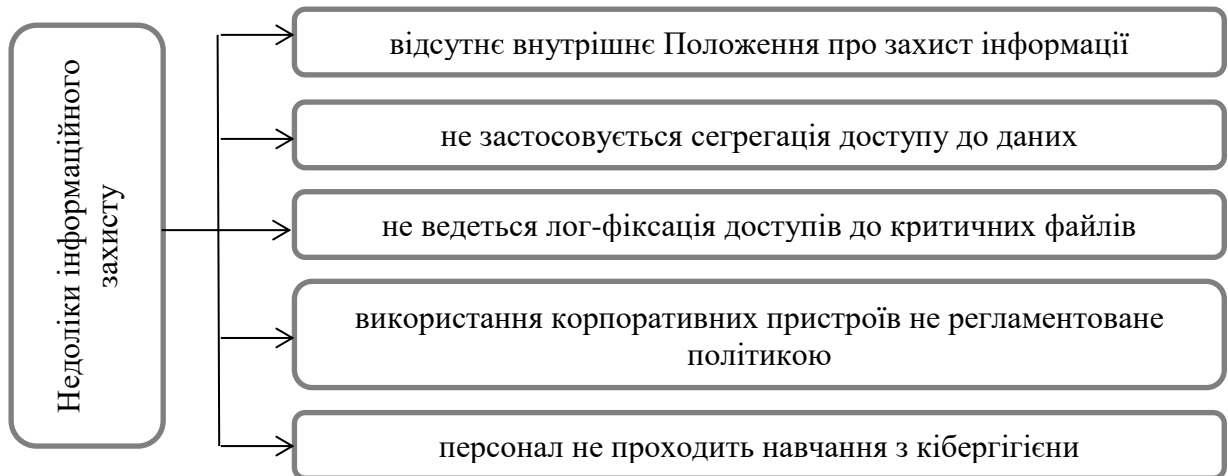 Недоліки інформаційного
захисту
відсутнє внутрішнє Положення про захист інформації
не застосовується сегрегація доступу до даних
не ведеться лог-фіксація доступів до критичних файлів
використання корпоративних пристроїв не регламентоване
політикою
персонал не проходить навчання з кібергігієни